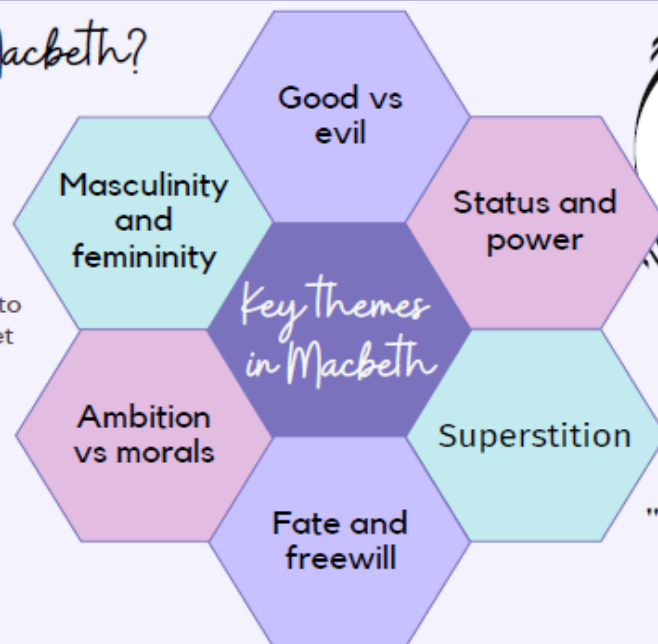 Macbeth?
Good vs
evil
Masculinity
and
femininity
Status and
power
to
et
Key themes
in Macbeth
Ambition
vs morals
Superstition
"
Fate and
freewill